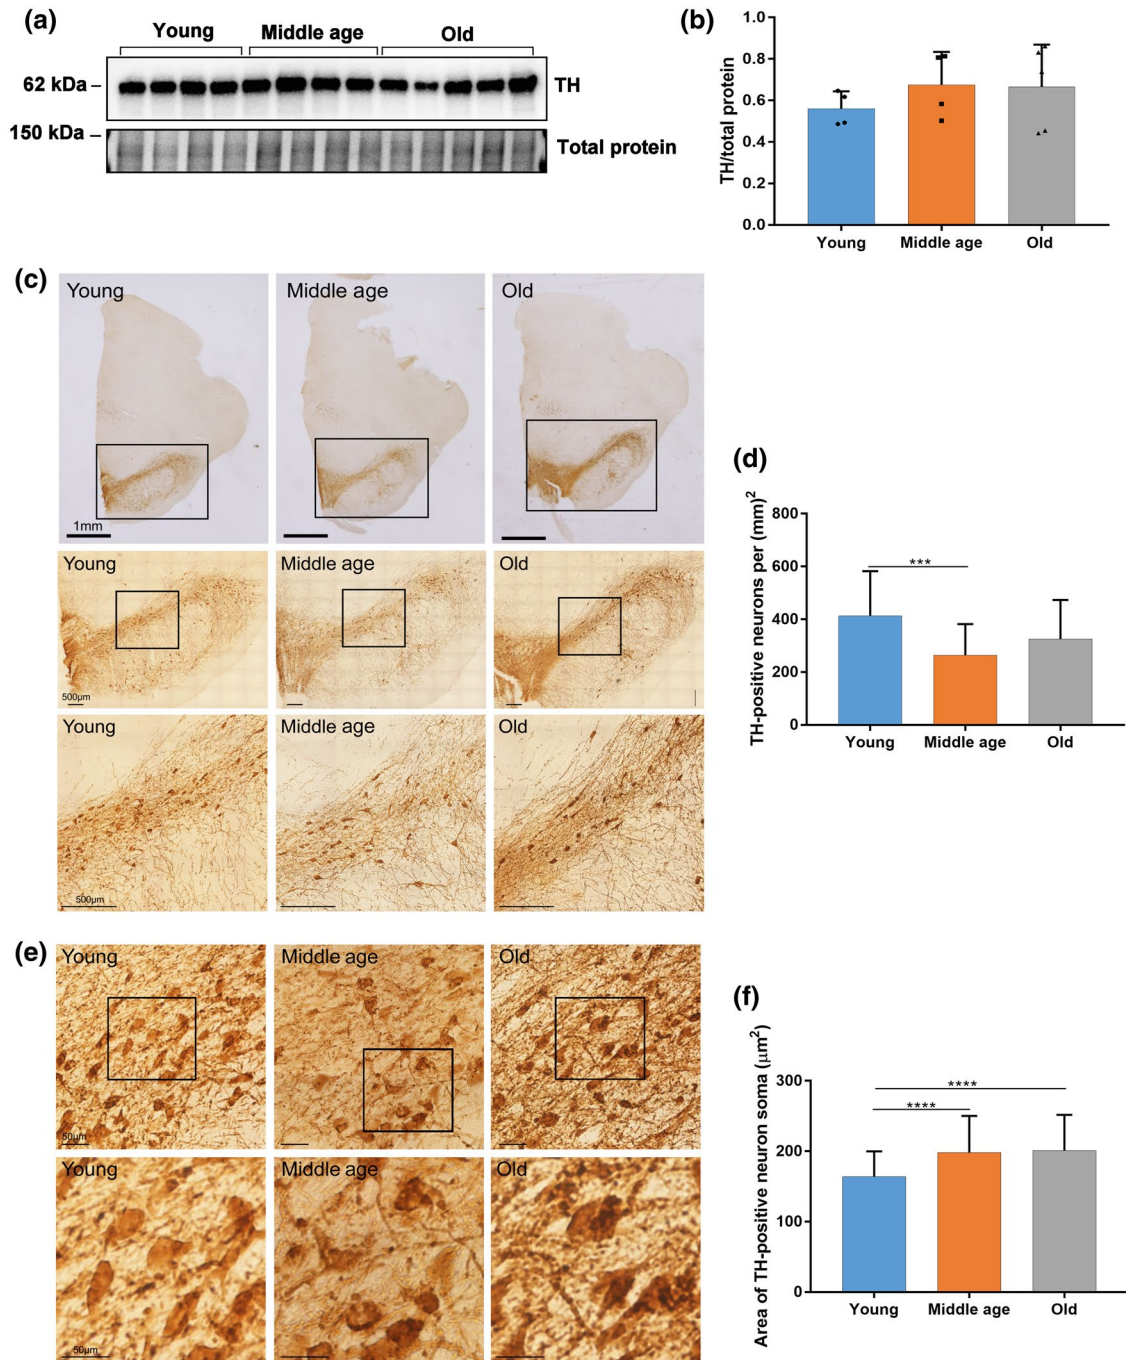 (a)
Young Middle age Old
62 kDa
TH
150 kDa
Total protein
(b)
TH/total protein
1.0
0.8
0.6
0.4
0.2
0.0
Young Middle age Old
(c)
Young Middle age Old
1mm
Young Middle age Old
500µm
Young Middle age Old
500µm
(d)
TH-positive neurons per (mm)²
800
600
400
200
0
***
Young Middle age Old
(e)
Young Middle age Old
50µm
Young Middle age Old
50µm
(f)
Area of TH-positive neuron soma (µm²)
300
200
100
0
****
****
Young Middle age Old